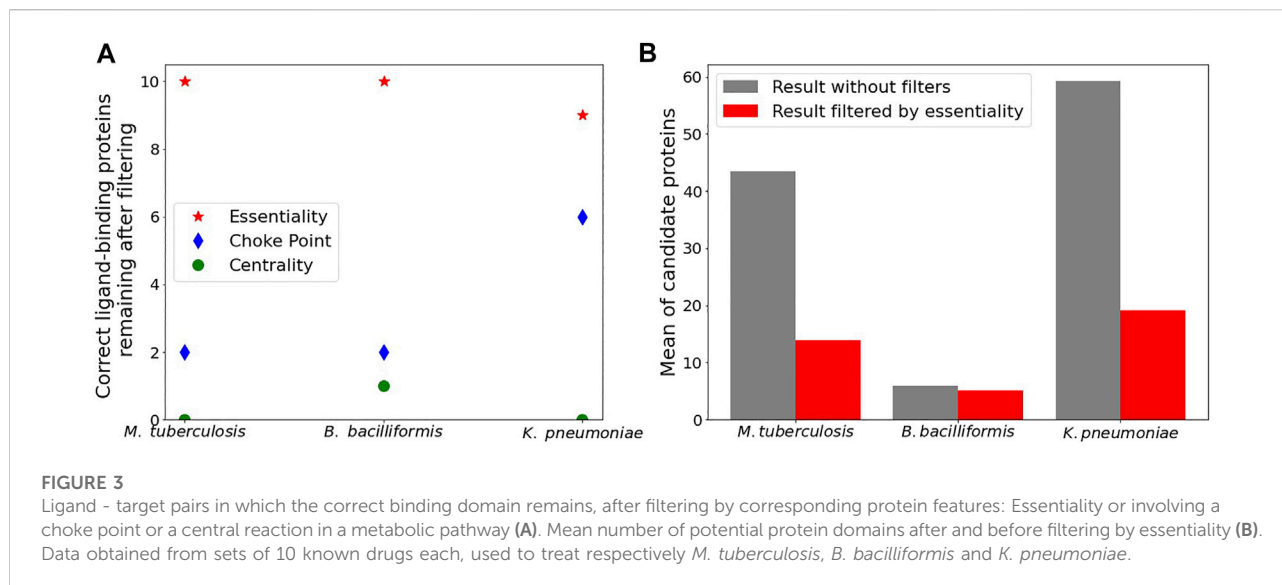 A
Correct ligand-binding proteins
remaining after filtering
10
8
6
4
2
0
Essentiality
Choke Point
Centrality
M. tuberculosis
B. bacilliformis
K. pneumoniae
B
Mean of candidate proteins
60
50
40
30
20
10
0
Result without filters
Result filtered by essentiality
M.tuberculosis
B.bacilliformis
K.pneumoniae
FIGURE 3
Ligand - target pairs in which the correct binding domain remains, after filtering by corresponding protein features: Essentiality or involving a
choke point or a central reaction in a metabolic pathway (A). Mean number of potential protein domains after and before filtering by essentiality (B).
Data obtained from sets of 10 known drugs each, used to treat respectively M. tuberculosis, B. bacilliformis and K. pneumoniae.